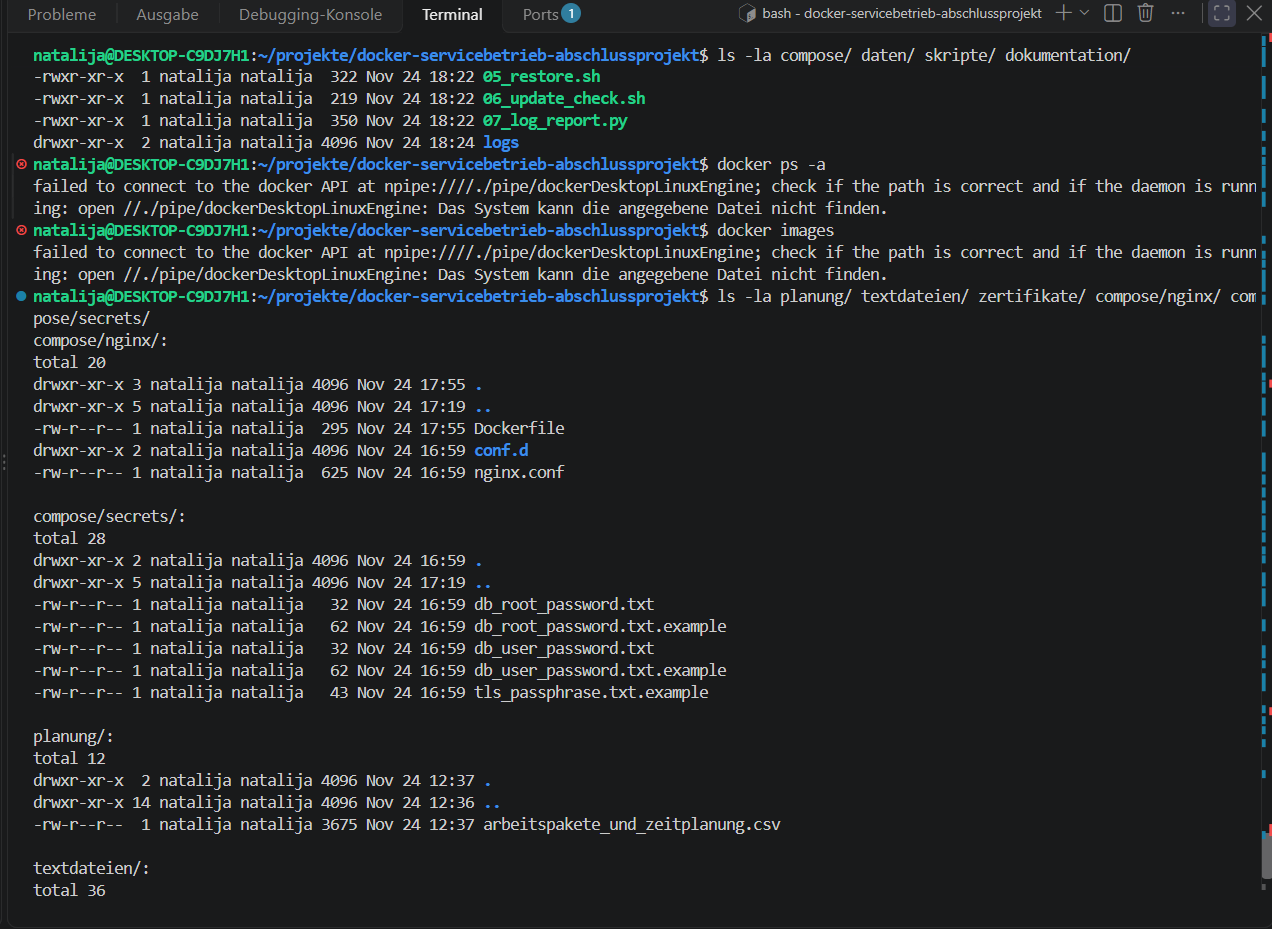 Probleme Ausgabe Debugging-Konsole Terminal Ports 1 bash - docker-servicebetrieb-abschlussprojekt
natalija@DESKTOP-C9DJ7H1:~/projekte/docker-servicebetrieb-abschlussprojekt$ ls -la compose/ daten/ skripte/ dokumentation/
-rwxr-xr-x  1 natalija natalija  322 Nov 24 18:22 05_restore.sh
-rwxr-xr-x  1 natalija natalija  219 Nov 24 18:22 06_update_check.sh
-rwxr-xr-x  1 natalija natalija  350 Nov 24 18:22 07_log_report.py
drwxr-xr-x  2 natalija natalija 4096 Nov 24 18:24 logs
natalija@DESKTOP-C9DJ7H1:~/projekte/docker-servicebetrieb-abschlussprojekt$ docker ps -a
failed to connect to the docker API at npipe:////./pipe/dockerDesktopLinuxEngine; check if the path is correct and if the daemon is runn
ing: open //./pipe/dockerDesktopLinuxEngine: Das System kann die angegebene Datei nicht finden.
natalija@DESKTOP-C9DJ7H1:~/projekte/docker-servicebetrieb-abschlussprojekt$ docker images
failed to connect to the docker API at npipe:////./pipe/dockerDesktopLinuxEngine; check if the path is correct and if the daemon is runn
ing: open //./pipe/dockerDesktopLinuxEngine: Das System kann die angegebene Datei nicht finden.
natalija@DESKTOP-C9DJ7H1:~/projekte/docker-servicebetrieb-abschlussprojekt$ ls -la planung/ textdateien/ zertifikate/ compose/nginx/ com
pose/secrets/
compose/nginx/:
total 20
drwxr-xr-x 3 natalija natalija 4096 Nov 24 17:55 .
drwxr-xr-x 5 natalija natalija 4096 Nov 24 17:19 ..
-rw-r--r-- 1 natalija natalija  295 Nov 24 17:55 Dockerfile
drwxr-xr-x 2 natalija natalija 4096 Nov 24 16:59 conf.d
-rw-r--r-- 1 natalija natalija  625 Nov 24 16:59 nginx.conf

compose/secrets/:
total 28
drwxr-xr-x 2 natalija natalija 4096 Nov 24 16:59 .
drwxr-xr-x 5 natalija natalija 4096 Nov 24 17:19 ..
-rw-r--r-- 1 natalija natalija   32 Nov 24 16:59 db_root_password.txt
-rw-r--r-- 1 natalija natalija   62 Nov 24 16:59 db_root_password.txt.example
-rw-r--r-- 1 natalija natalija   32 Nov 24 16:59 db_user_password.txt
-rw-r--r-- 1 natalija natalija   62 Nov 24 16:59 db_user_password.txt.example
-rw-r--r-- 1 natalija natalija   43 Nov 24 16:59 tls_passphrase.txt.example

planung/:
total 12
drwxr-xr-x  2 natalija natalija 4096 Nov 24 12:37 .
drwxr-xr-x 14 natalija natalija 4096 Nov 24 12:36 ..
-rw-r--r--  1 natalija natalija 3675 Nov 24 12:37 arbeitspakete_und_zeitplanung.csv

textdateien/:
total 36